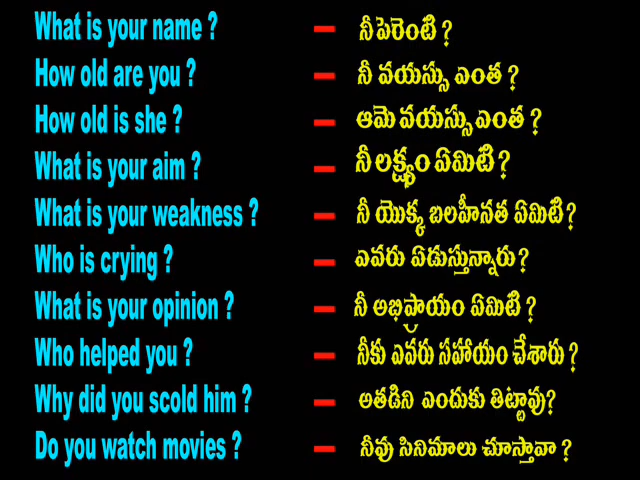 What is your name ? – నీ పెరెంటి ?
How old are you ? – నీ వయస్సు ఎంత ?
How old is she ? – ఆమె వయస్సు ఎంత ?
What is your aim ? – నీ లక్ష్యం ఏమిటి ?
What is your weakness ? – నీ యొక్క బలహీనత ఏమిటి ?
Who is crying ? – ఎవరు ఏడుస్తున్నారు ?
What is your opinion ? – నీ అభిప్రాయం ఏమిటి ?
Who helped you ? – నీకు ఎవరు సహాయం చేశారు ?
Why did you scold him ? – అతడిని ఎందుకు తిట్టావు?
Do you watch movies ? – నీవు సినిమాలు చూస్తావా ?